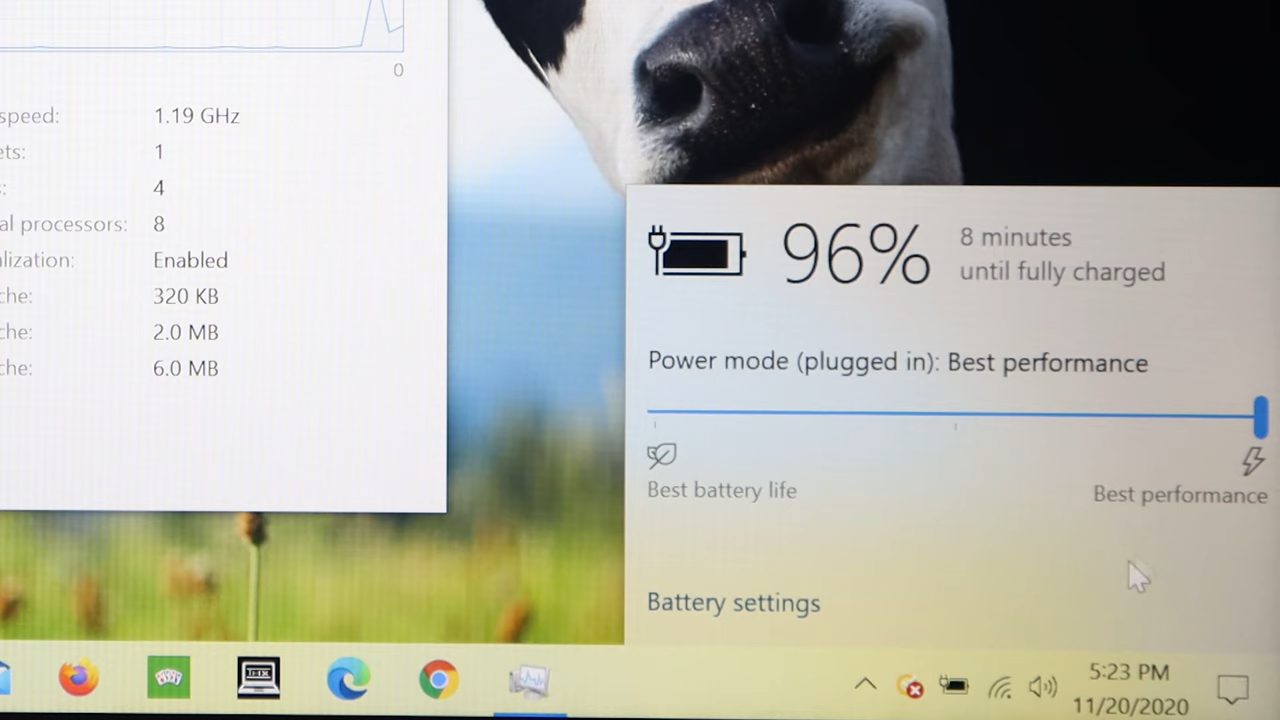 0
speed: 1.19 GHz
ets: 1
s: 4
al processors: 8
lization: Enabled
che: 320 KB
che: 2.0 MB
che: 6.0 MB
96%
8 minutes
until fully charged
Power mode (plugged in): Best performance
Best battery life
Best performance
Battery settings
5:23 PM
11/20/2020